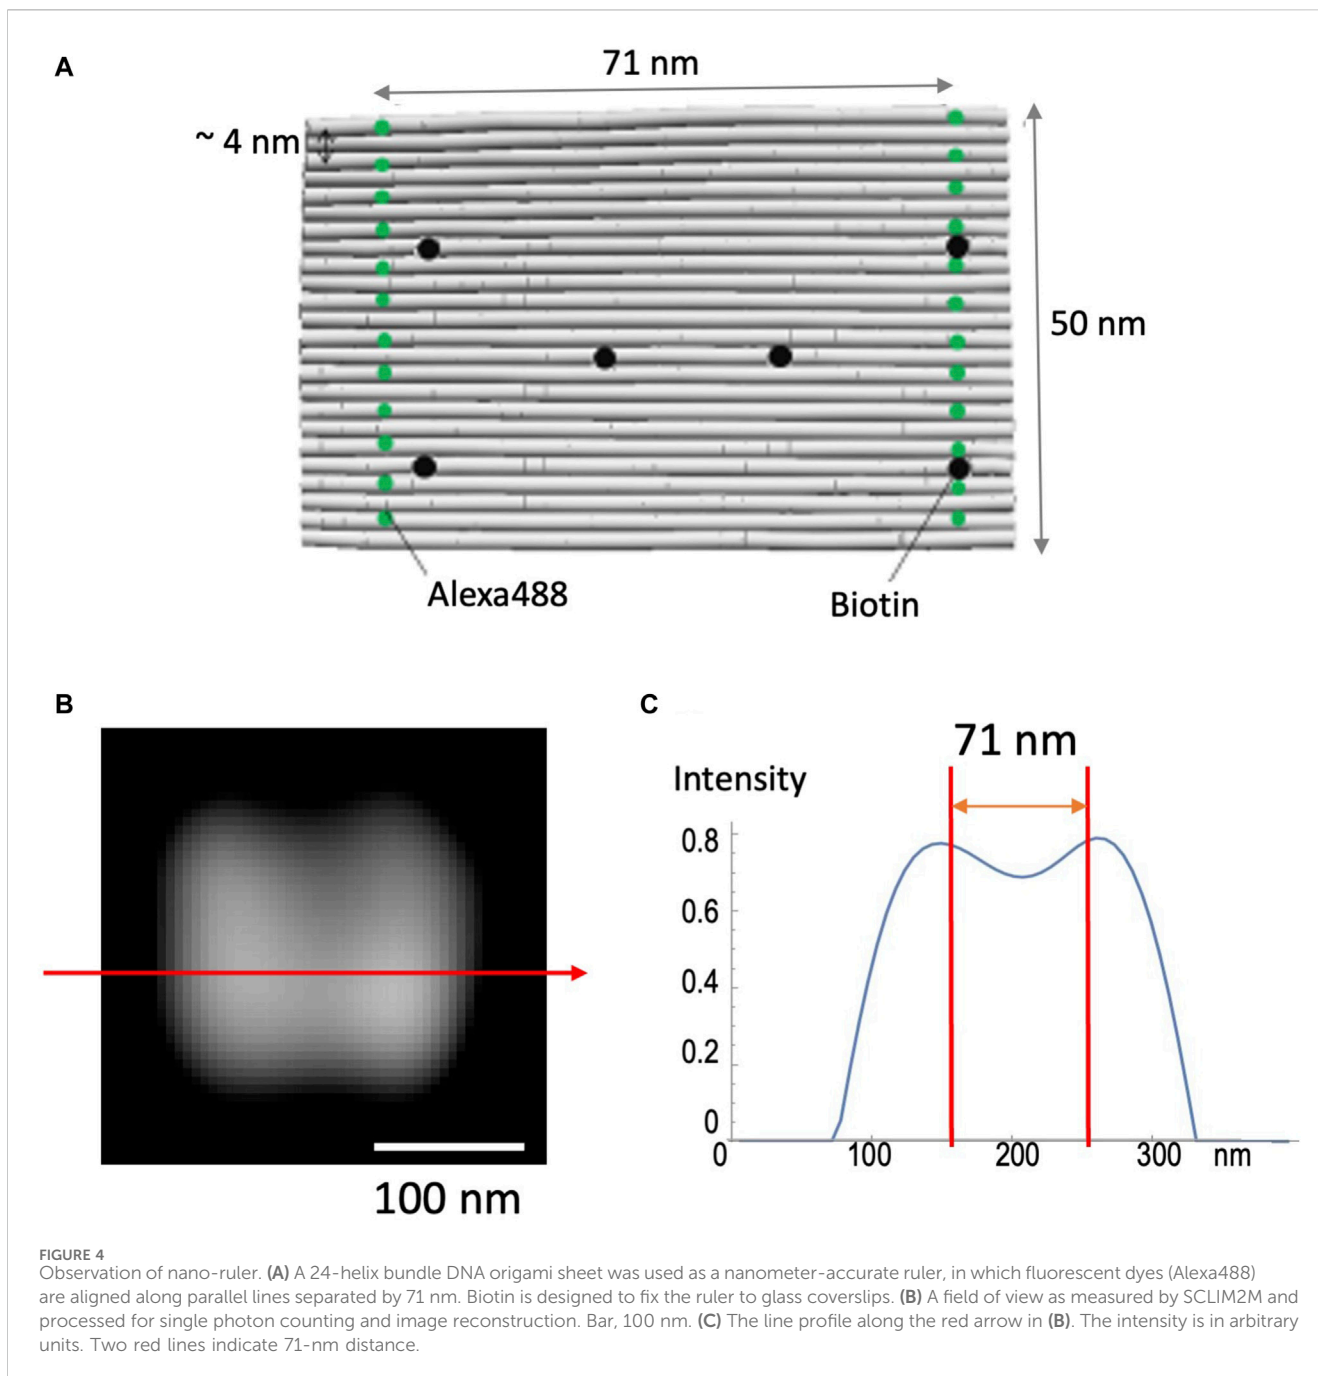 A
71 nm
~ 4 nm
50 nm
Alexa488
Biotin
B
100 nm
C
71 nm
Intensity
0.8
0.6
0.4
0.2
0
0 100 200 300 nm
FIGURE 4
Observation of nano-ruler. (A) A 24-helix bundle DNA origami sheet was used as a nanometer-accurate ruler, in which fluorescent dyes (Alexa488)
are aligned along parallel lines separated by 71 nm. Biotin is designed to fix the ruler to glass coverslips. (B) A field of view as measured by SCLIM2M and
processed for single photon counting and image reconstruction. Bar, 100 nm. (C) The line profile along the red arrow in (B). The intensity is in arbitrary
units. Two red lines indicate 71-nm distance.